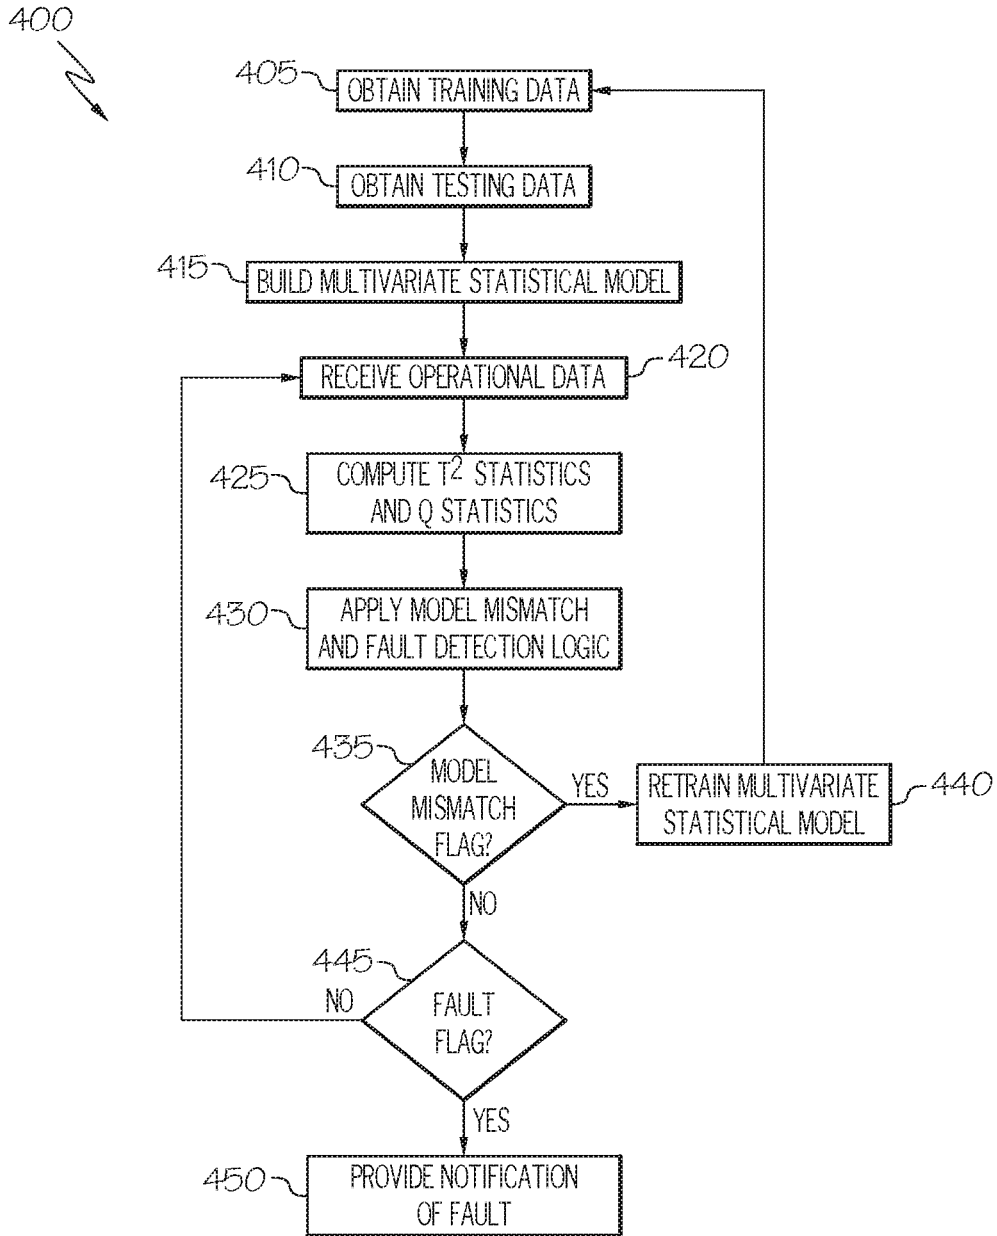 400
405
OBTAIN TRAINING DATA
410
OBTAIN TESTING DATA
415
BUILD MULTIVARIATE STATISTICAL MODEL
RECEIVE OPERATIONAL DATA
420
425
COMPUTE T² STATISTICS
AND Q STATISTICS
430
APPLY MODEL MISMATCH
AND FAULT DETECTION LOGIC
435
MODEL
MISMATCH
FLAG?
YES
RETRAIN MULTIVARIATE
STATISTICAL MODEL
440
NO
445
NO
FAULT
FLAG?
YES
450
PROVIDE NOTIFICATION
OF FAULT